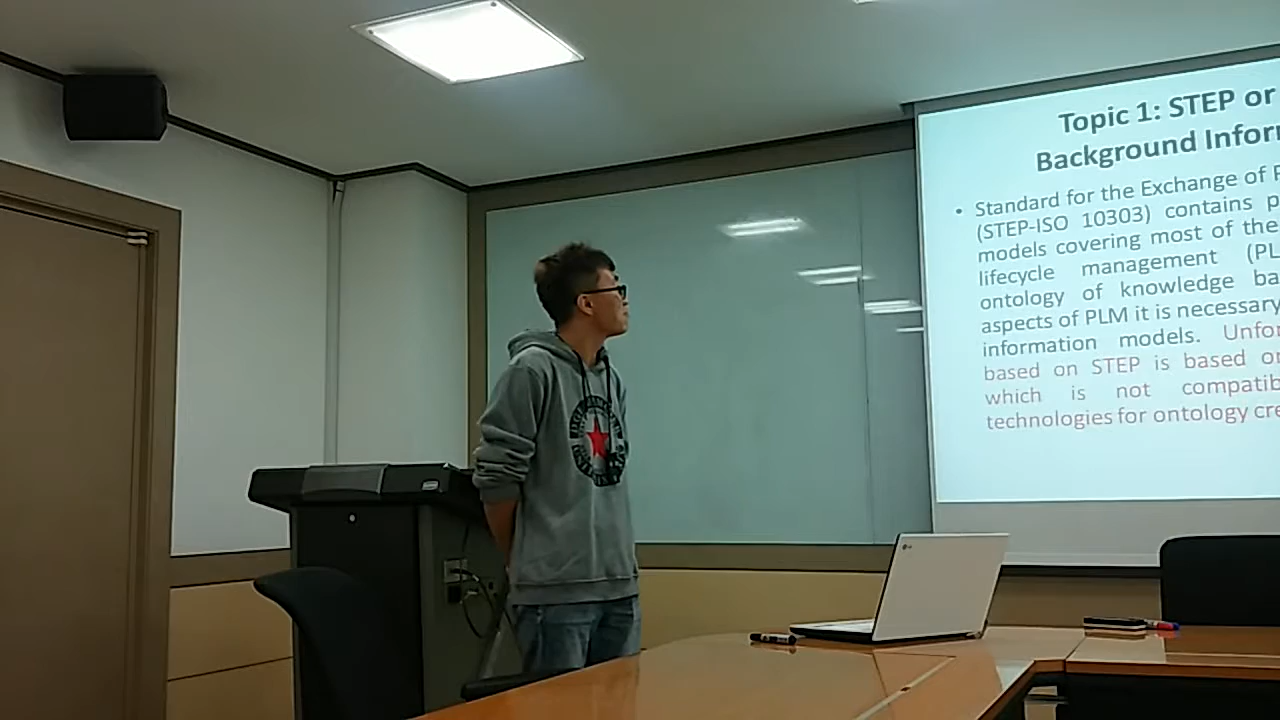 Topic 1: STEP or
Background Infor
• Standard for the Exchange of
(STEP-ISO 10303) contains
models covering most of the
lifecycle management (PL
ontology of knowledge ba
aspects of PLM it is necessary
information models. Unfor
based on STEP is based on
which is not compatib
technologies for ontology cre